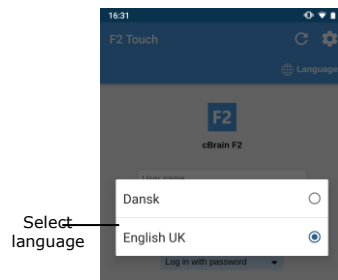 16:31
F2 Touch
Language
F2
cBrain F2
User name
Dansk
English UK
Select
language
Log in with password